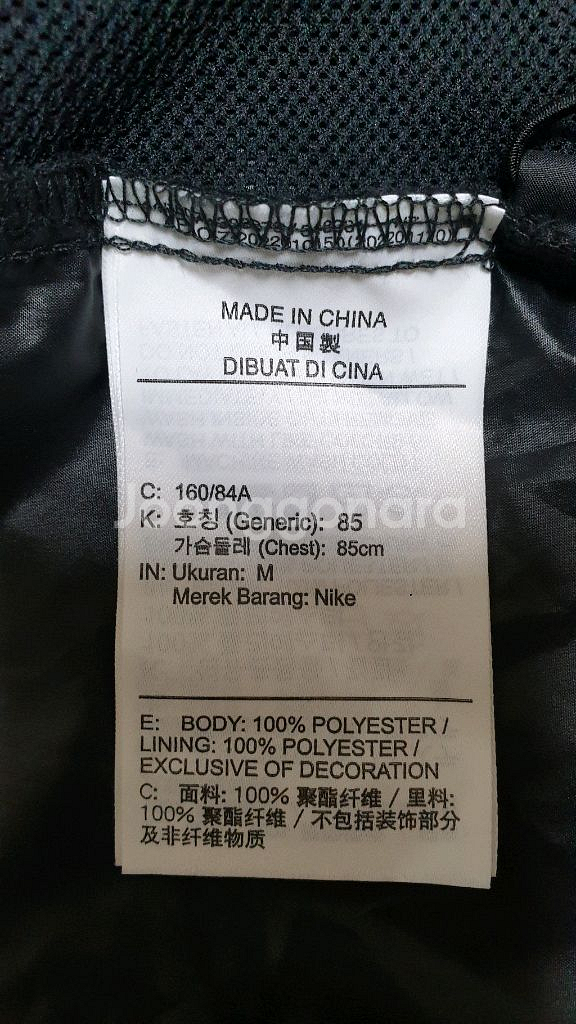 MADE IN CHINA
中国製
DIBUAT DI CINA
C: 160/84A
K: 호칭 (Generic): 85
가슴둘레 (Chest): 85cm
IN: Ukuran: M
Merek Barang: Nike
Joonggonara
E: BODY: 100% POLYESTER /
LINING: 100% POLYESTER /
EXCLUSIVE OF DECORATION
C: 面料: 100% 聚酯纤维 / 里料:
100% 聚酯纤维 / 不包括装饰部分
及非纤维物质